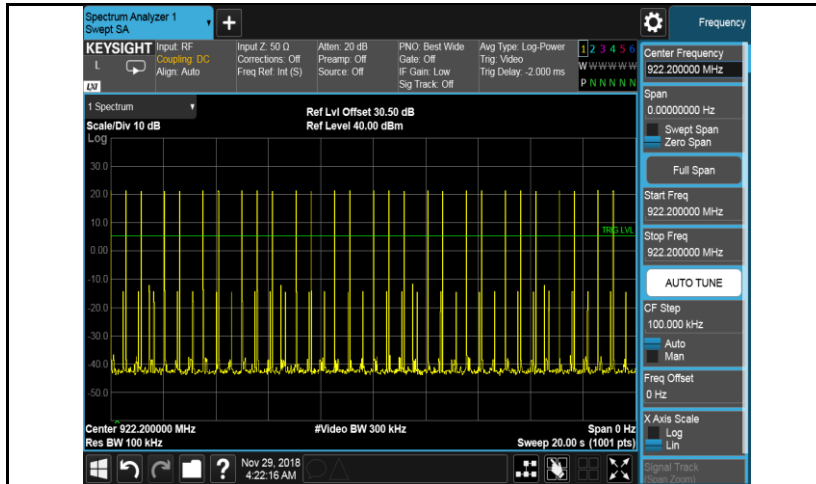 Spectrum Analyzer 1
Swept SA
+
Frequency
KEYSIGHT
L
LXI
Input: RF
Coupling: DC
Align: Auto
Input Z: 50 Ω
Corrections: Off
Freq Ref: Int (S)
Atten: 20 dB
Preamp: Off
Source: Off
PNO: Best Wide
Gate: Off
IF Gain: Low
Sig Track: Off
Avg Type: Log-Power
Trig: Video
Trig Delay: -2.000 ms
1 2 3 4 5 6
W W W W W W
P N N N N N
1 Spectrum
Scale/Div 10 dB
Log
Ref Lvl Offset 30.50 dB
Ref Level 40.00 dBm
30.0
20.0
10.0
0.00
-10.0
-20.0
-30.0
-40.0
-50.0
TRIG LVL
Center 922.200000 MHz
Res BW 100 kHz
#Video BW 300 kHz
Span 0 Hz
Sweep 20.00 s (1001 pts)
Center Frequency
922.200000 MHz
Span
0.00000000 Hz
Swept Span
Zero Span
Full Span
Start Freq
922.200000 MHz
Stop Freq
922.200000 MHz
AUTO TUNE
CF Step
100.000 kHz
Auto
Man
Freq Offset
0 Hz
X Axis Scale
Log
Lin
Signal Track
(Span Zoom)
?
Nov 29, 2018
4:22:16 AM